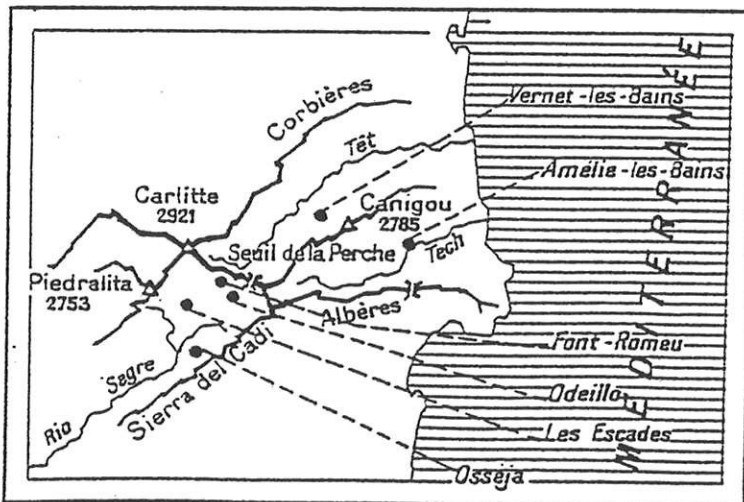 MÉDITERRANÉE
Corbières
Vernet-les-Bains
Têt
Amélie-les-Bains
Carlitte
2921
Canigou
2785
Seuil de la Perche
Tech
Piedralita
2753
Albères
Font-Romeu
Sagre
Sierra del Cadi
Odeillo
Rio
Les Escades
Osséja